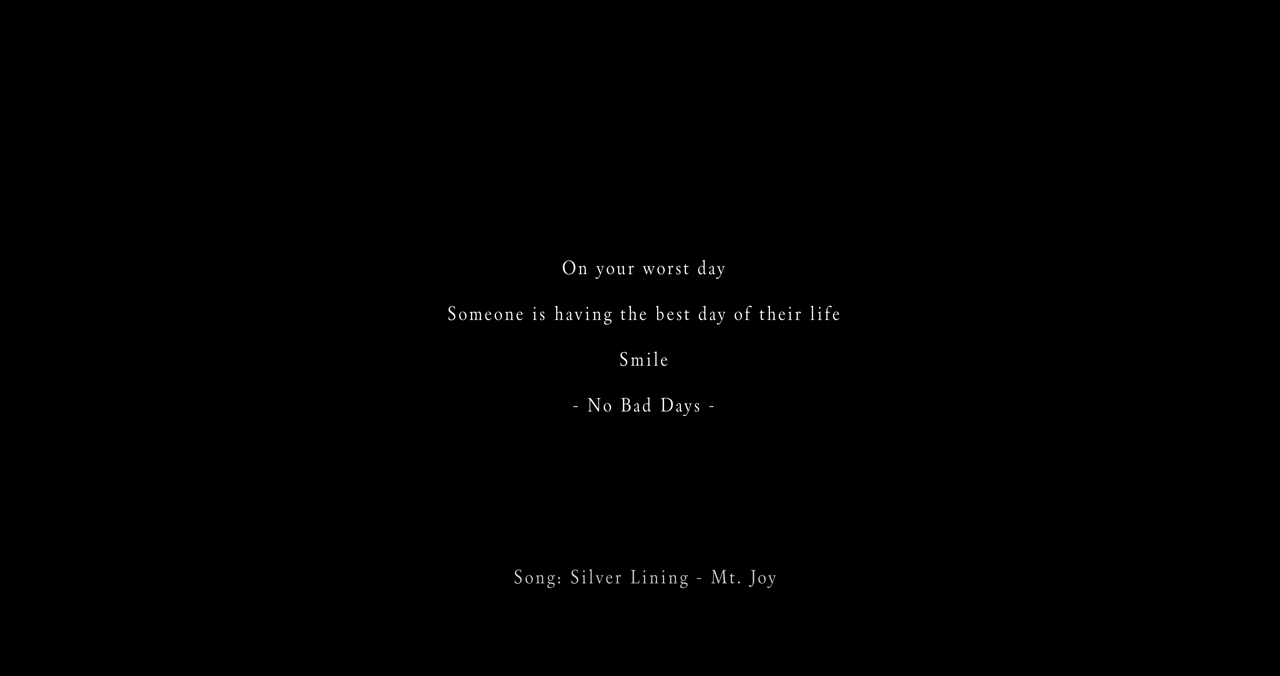 On your worst day
Someone is having the best day of their life
Smile
- No Bad Days -
Song: Silver Lining - Mt. Joy